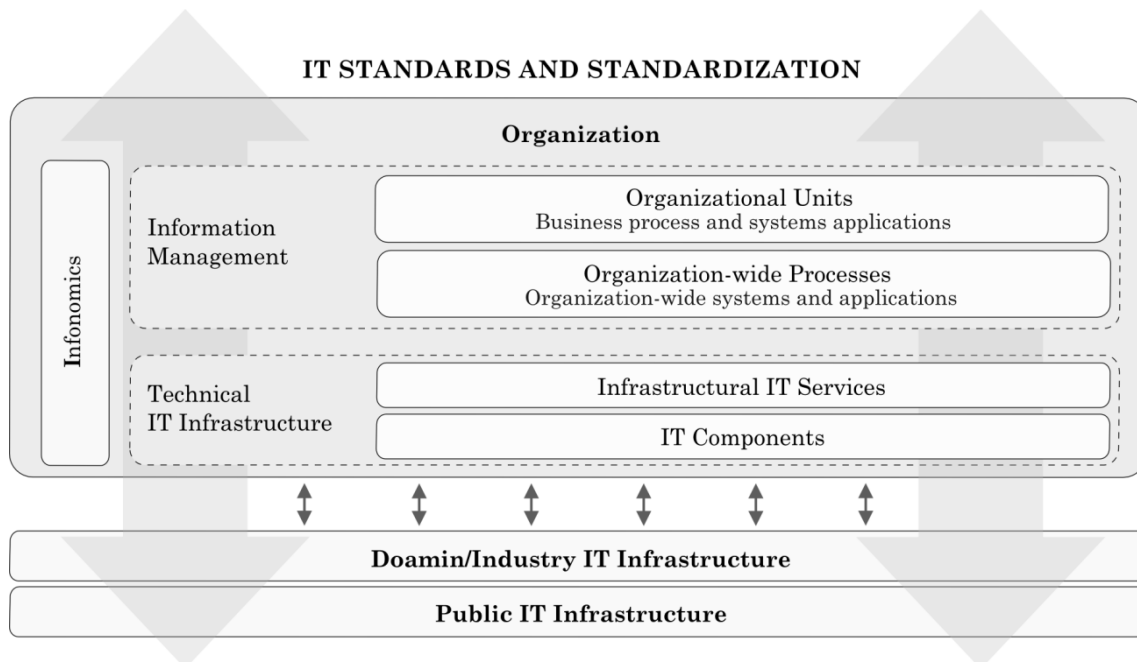 IT STANDARDS AND STANDARDIZATION
Organization
Infonomics
Information
Management
Organizational Units
Business process and systems applications
Organization-wide Processes
Organization-wide systems and applications
Technical
IT Infrastructure
Infrastructural IT Services
IT Components
Doamin/Industry IT Infrastructure
Public IT Infrastructure